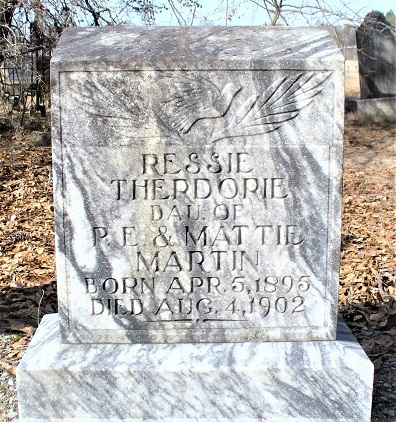 RESSIE
THERDORIE
DAU. OF
P. E & MATTIE
MARTIN
BORN APR. 5, 1895
DIED AUG. 4, 1902